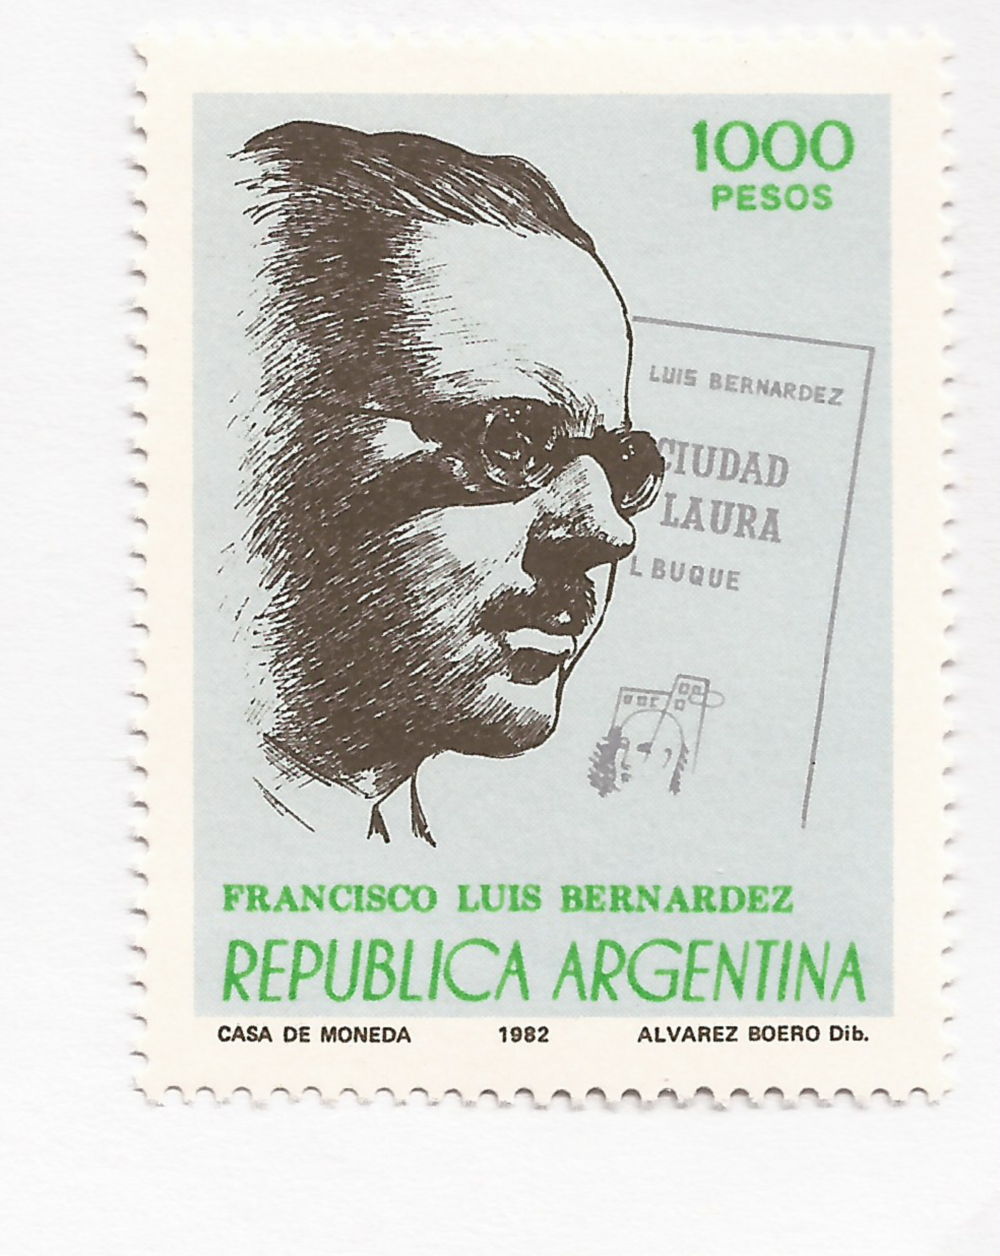 1000
PESOS
LUIS BERNARDEZ
CIUDAD
LAURA
L BUQUE
FRANCISCO LUIS BERNARDEZ
REPUBLICA ARGENTINA
CASA DE MONEDA 1982 ALVAREZ BOERO Dib.